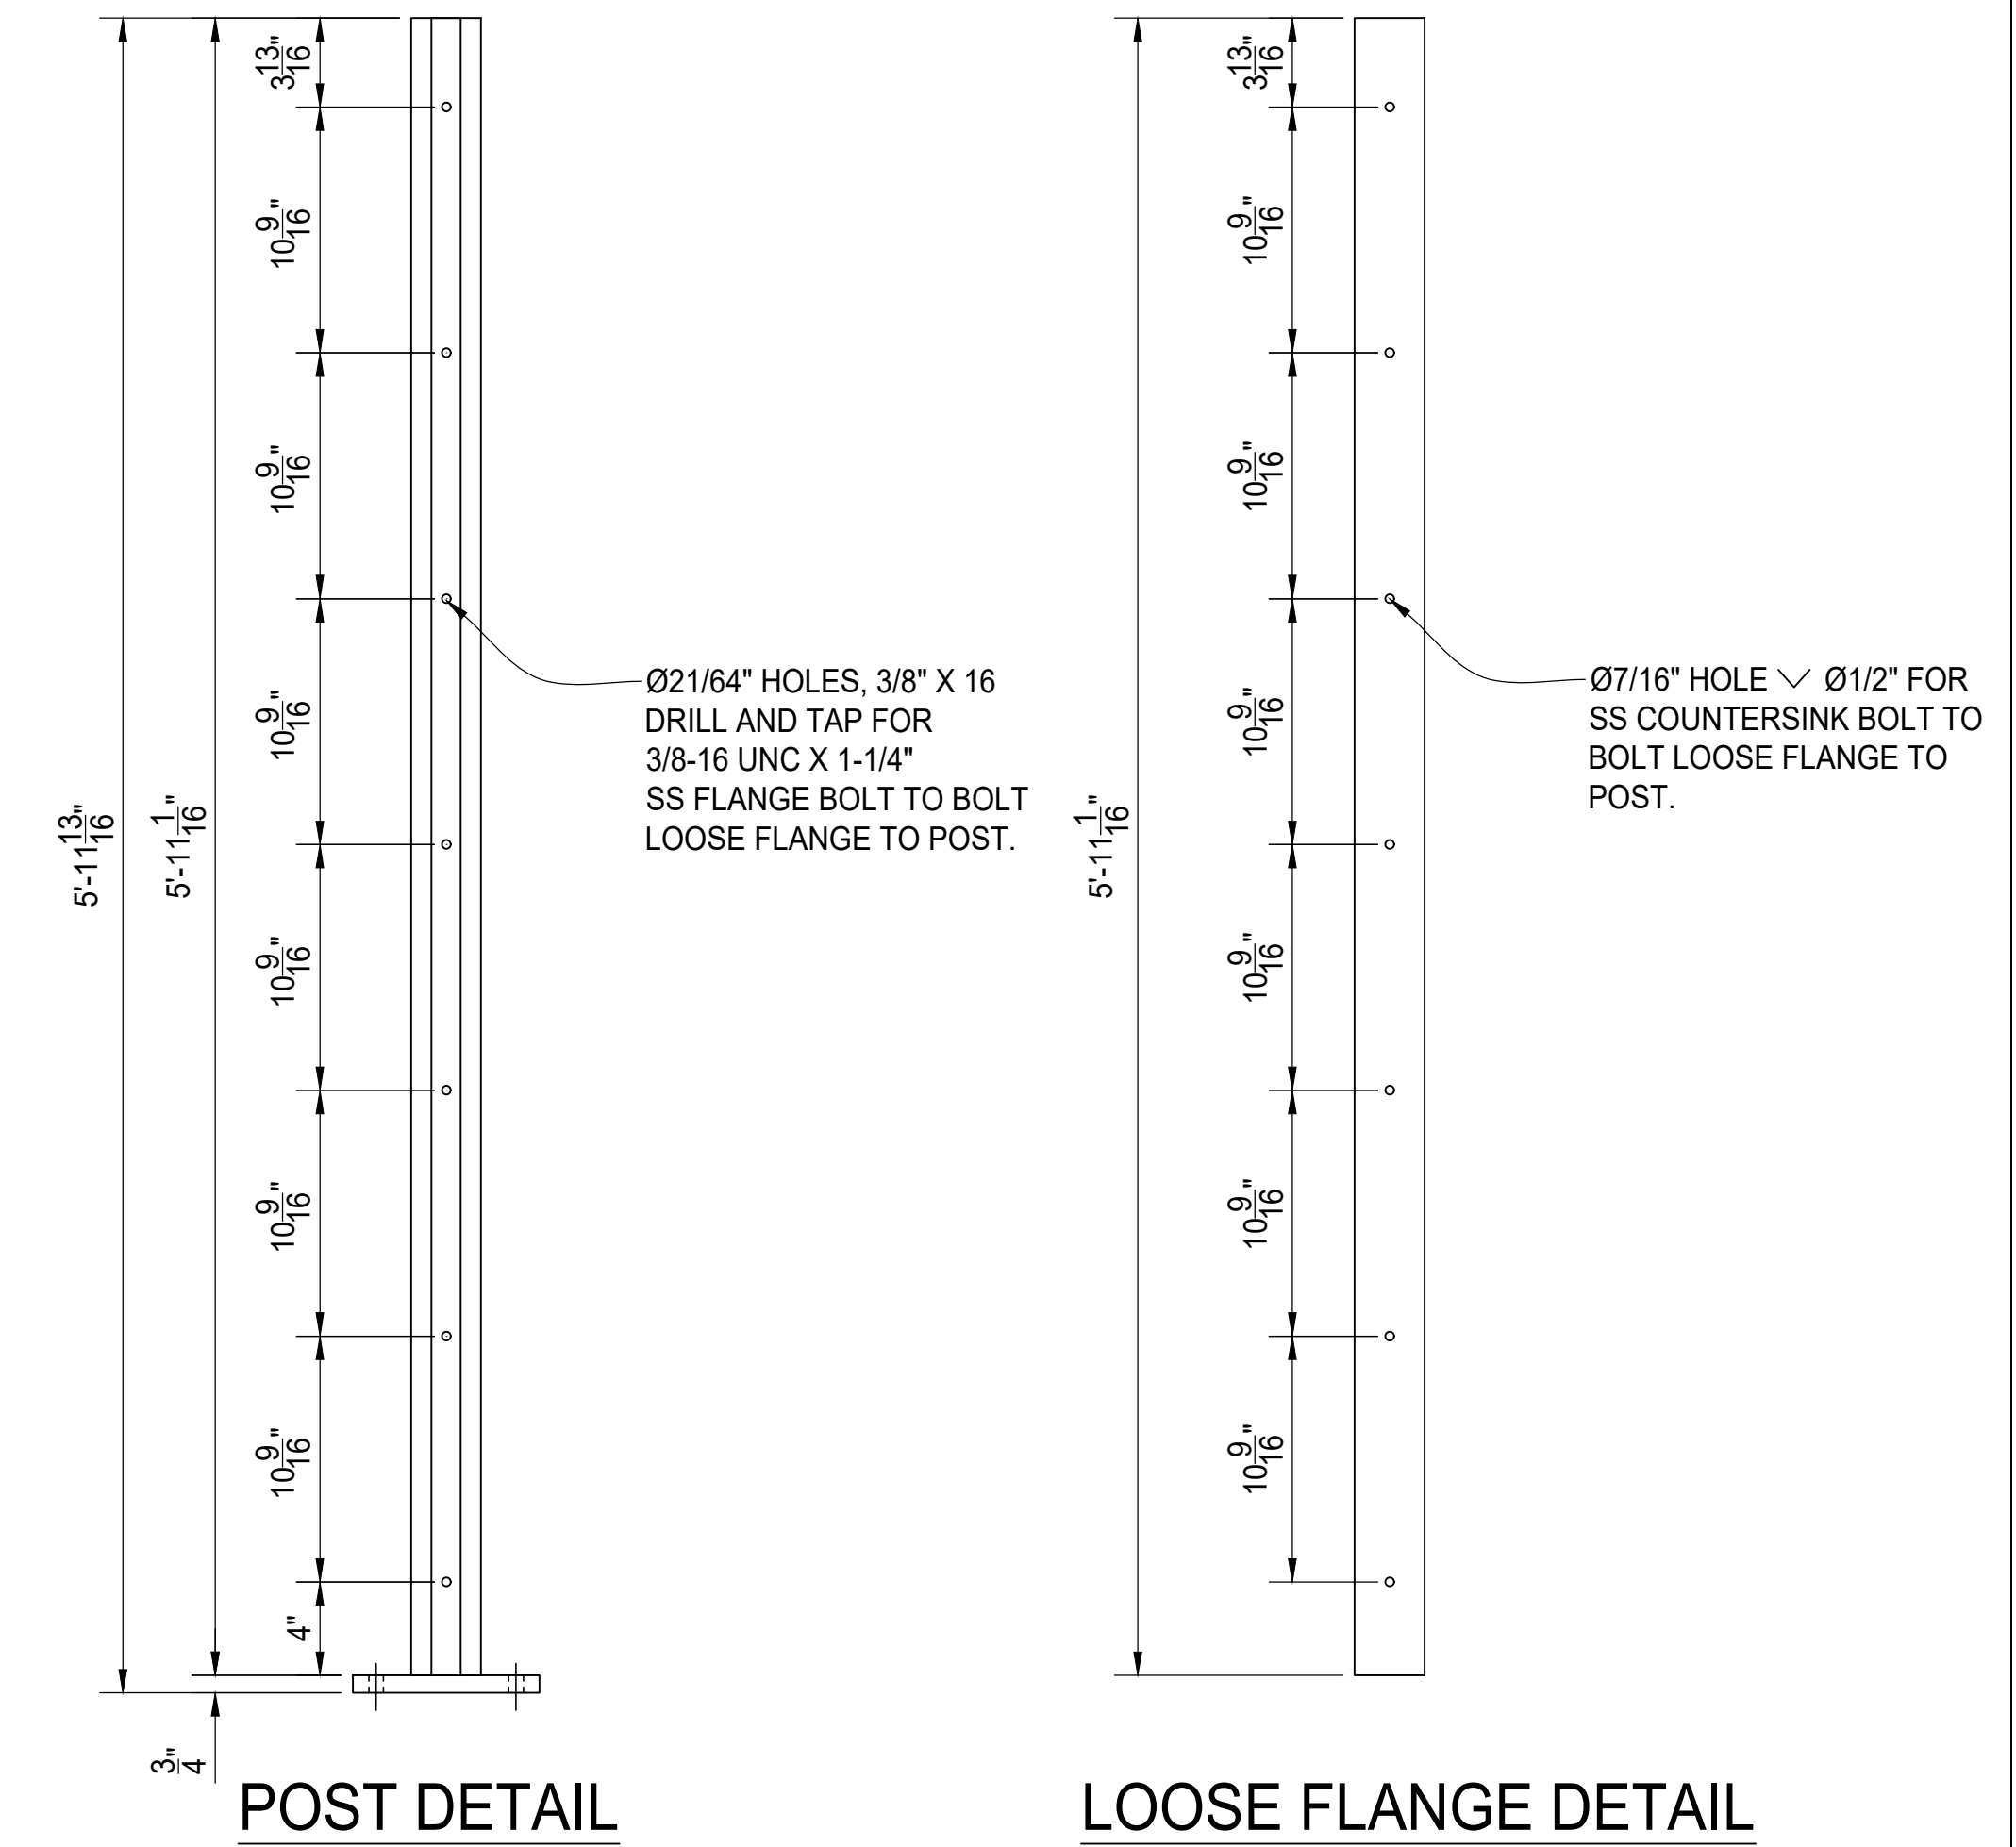 3 13/16"
10 9/16"
10 9/16"
10 9/16"
10 9/16"
10 9/16"
10 9/16"
4"
5'-11 13/16"
5'-11 1/16"
3/4"
Ø21/64" HOLES, 3/8" X 16
DRILL AND TAP FOR
3/8-16 UNC X 1-1/4"
SS FLANGE BOLT TO BOLT
LOOSE FLANGE TO POST.
POST DETAIL
3 13/16"
10 9/16"
10 9/16"
10 9/16"
10 9/16"
10 9/16"
10 9/16"
5'-11 1/16"
Ø7/16" HOLE ⌵ Ø1/2" FOR
SS COUNTERSINK BOLT TO
BOLT LOOSE FLANGE TO
POST.
LOOSE FLANGE DETAIL